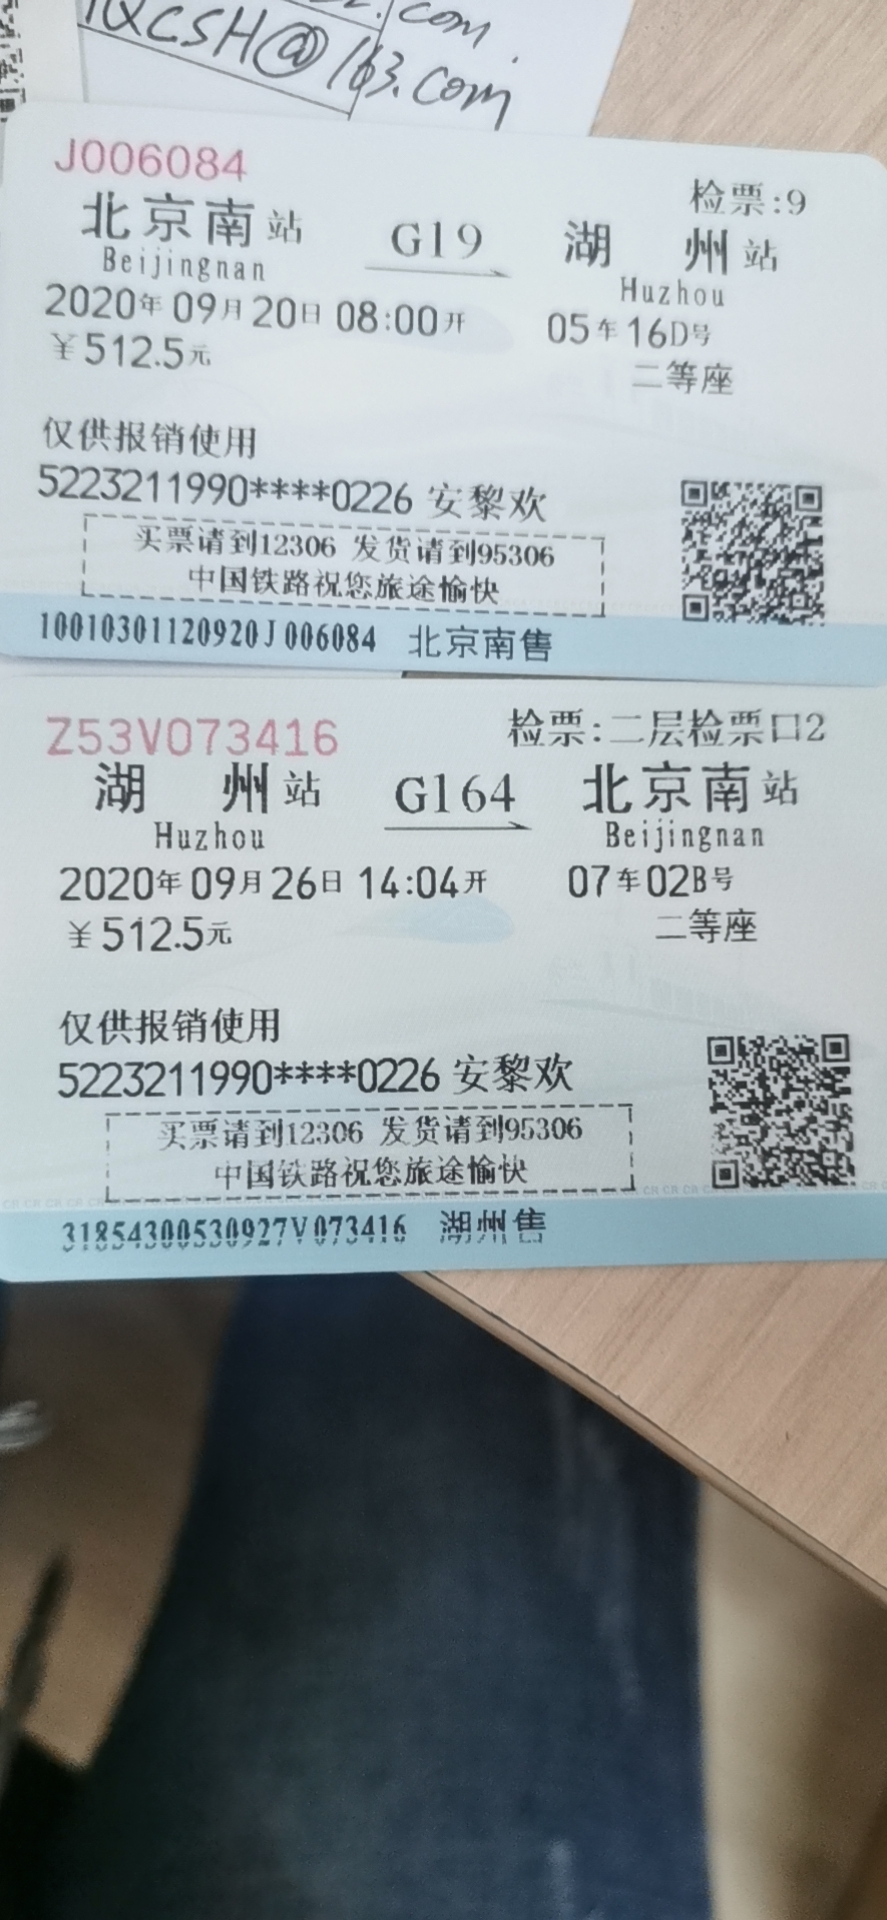 QCSH@163.com
J006084
检票:9
北京南站 G19 湖州站
Beijingnan Huzhou
2020年09月20日08:00开 05车16D号
￥512.5元 二等座
仅供报销使用
5223211990****0226 安黎欢
买票请到12306 发货请到95306
中国铁路祝您旅途愉快
10010301120920J006084 北京南售
Z53V073416 检票:二层检票口2
湖州站 G164 北京南站
Huzhou Beijingnan
2020年09月26日14:04开 07车02B号
￥512.5元 二等座
仅供报销使用
5223211990****0226 安黎欢
买票请到12306 发货请到95306
中国铁路祝您旅途愉快
31854300530927V073416 湖州售